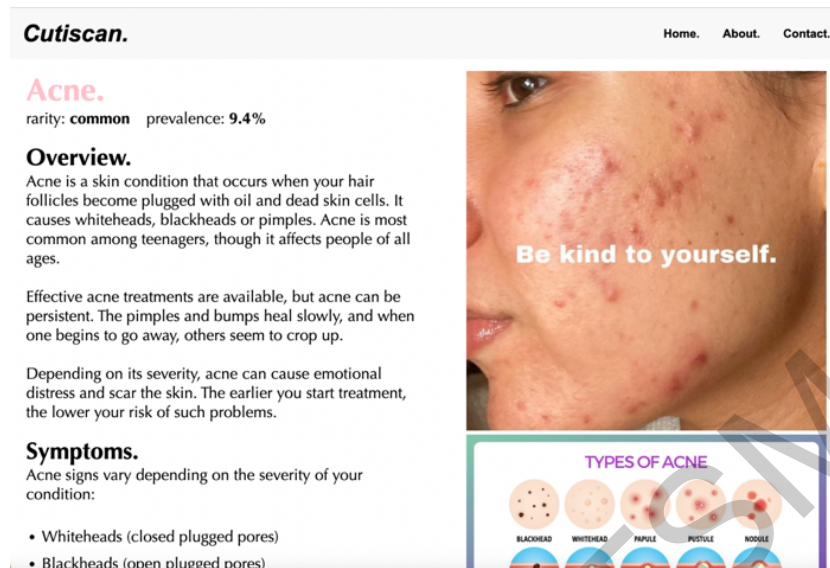 Cutiscan.
Home. About. Contact.
Acne.
rarity: common prevalence: 9.4%
Overview.
Acne is a skin condition that occurs when your hair
follicles become plugged with oil and dead skin cells. It
causes whiteheads, blackheads or pimples. Acne is most
common among teenagers, though it affects people of all
ages.
Effective acne treatments are available, but acne can be
persistent. The pimples and bumps heal slowly, and when
one begins to go away, others seem to crop up.
Depending on its severity, acne can cause emotional
distress and scar the skin. The earlier you start treatment,
the lower your risk of such problems.
Symptoms.
Acne signs vary depending on the severity of your
condition:
• Whiteheads (closed plugged pores)
• Blackheads (open plugged pores)
Be kind to yourself.
TYPES OF ACNE
BLACKHEAD WHITEHEAD PAPULE PUSTULE NODULE